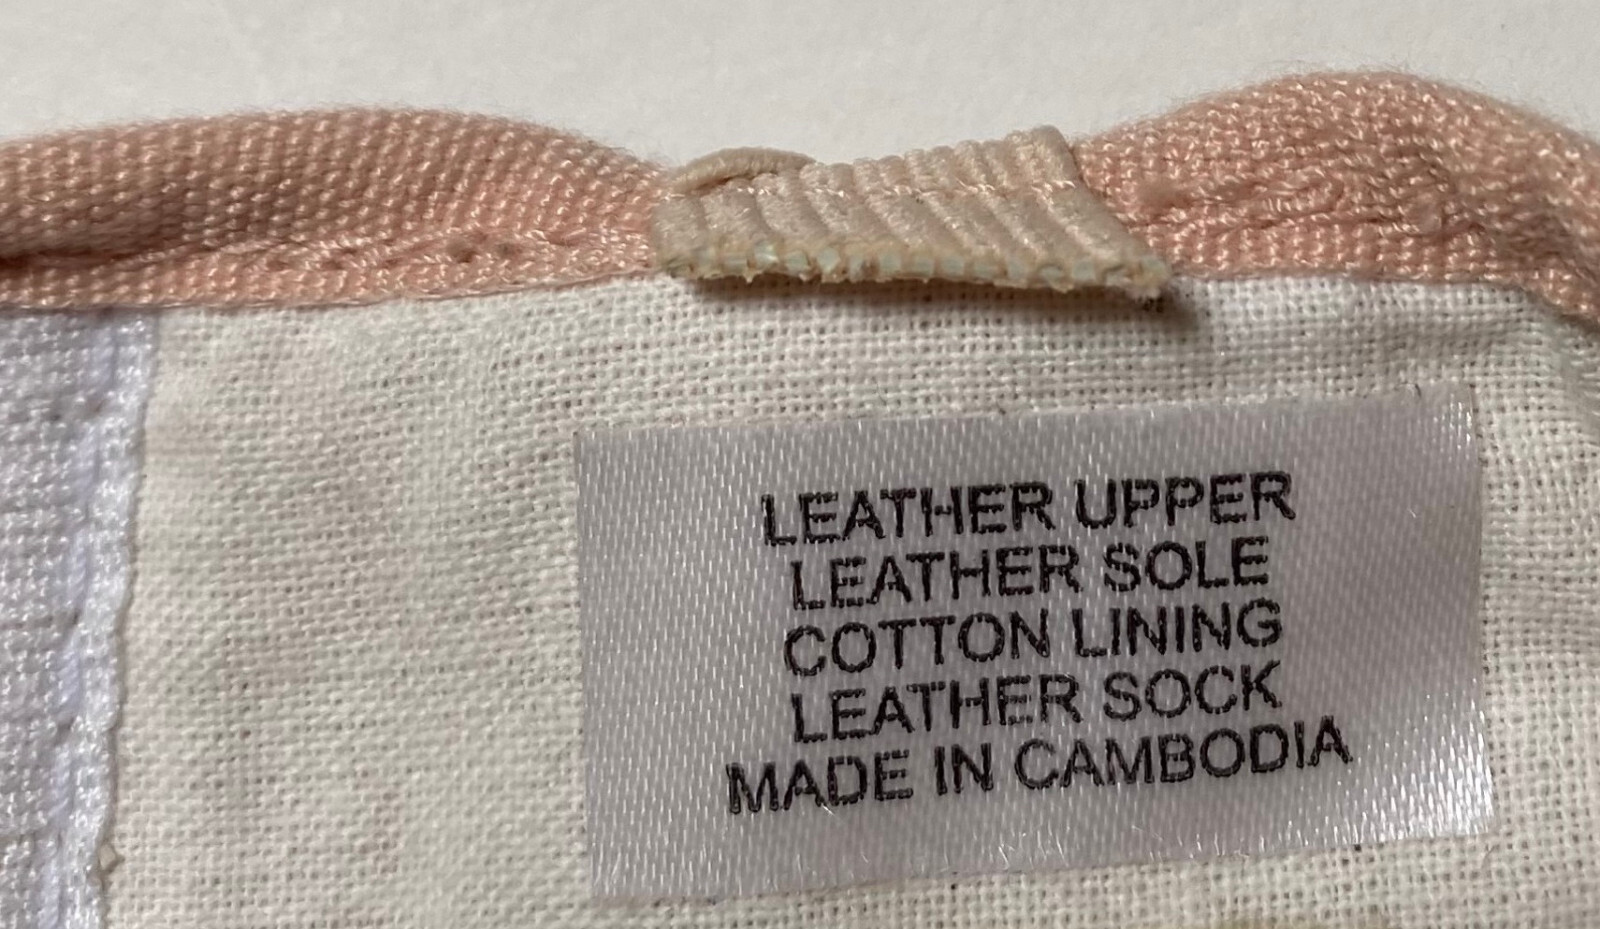 LEATHER UPPER
LEATHER SOLE
COTTON LINING
LEATHER SOCK
MADE IN CAMBODIA